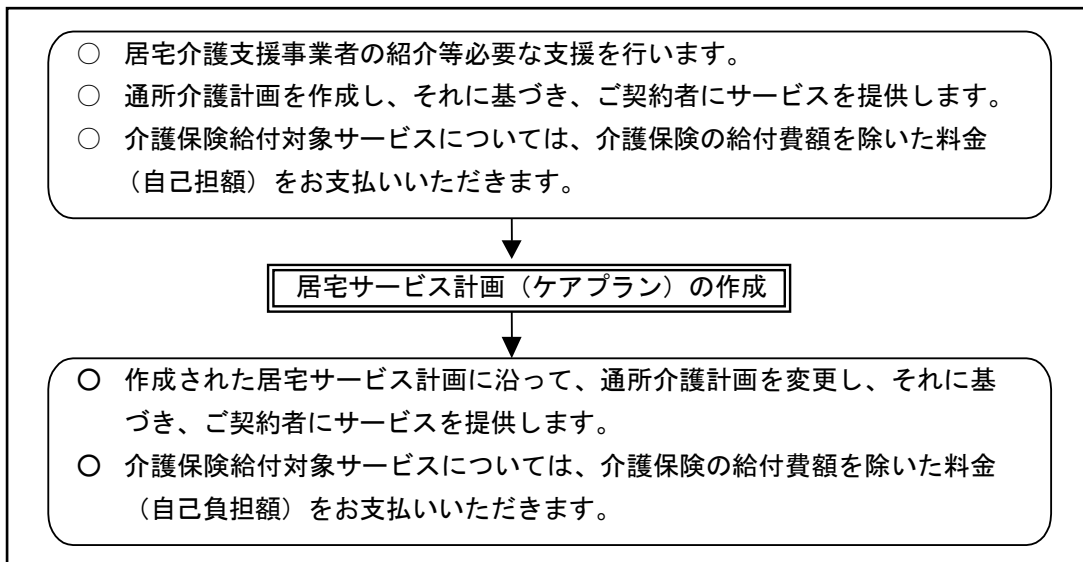 ○ 居宅介護支援事業者の紹介等必要な支援を行います。
○ 通所介護計画を作成し、それに基づき、ご契約者にサービスを提供します。
○ 介護保険給付対象サービスについては、介護保険の給付費額を除いた料金
（自己担額）をお支払いいただきます。
居宅サービス計画（ケアプラン）の作成
○ 作成された居宅サービス計画に沿って、通所介護計画を変更し、それに基
づき、ご契約者にサービスを提供します。
○ 介護保険給付対象サービスについては、介護保険の給付費額を除いた料金
（自己負担額）をお支払いいただきます。